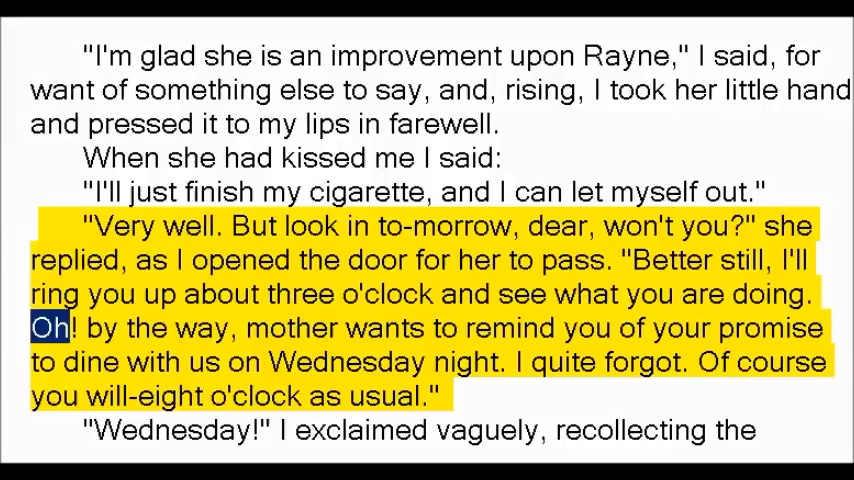 "I'm glad she is an improvement upon Rayne," I said, for
want of something else to say, and, rising, I took her little hand
and pressed it to my lips in farewell.
When she had kissed me I said:
"I'll just finish my cigarette, and I can let myself out."
"Very well. But look in to-morrow, dear, won't you?" she
replied, as I opened the door for her to pass. "Better still, I'll
ring you up about three o'clock and see what you are doing.
Oh! by the way, mother wants to remind you of your promise
to dine with us on Wednesday night. I quite forgot. Of course
you will-eight o'clock as usual."
"Wednesday!" I exclaimed vaguely, recollecting the